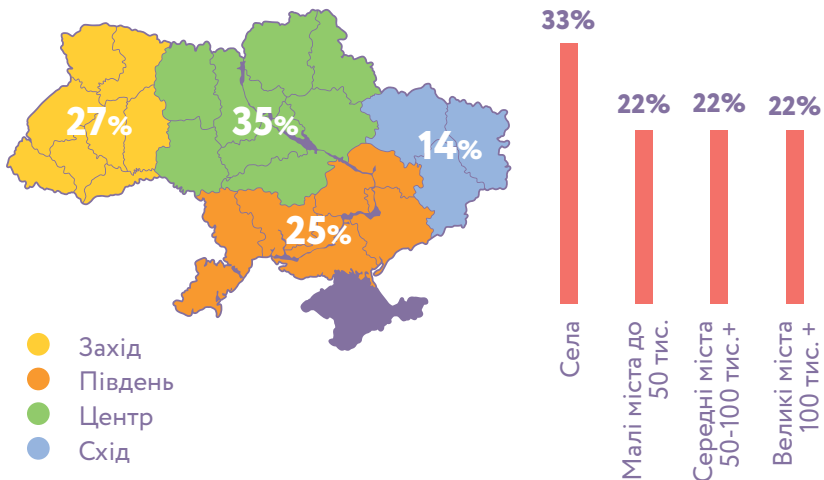 27%
35%
14%
25%
Захід
Південь
Центр
Схід
33%
22%
22%
22%
Села
Малі міста до
50 тис.
Середні міста
50-100 тис.+
Великі міста
100 тис. +